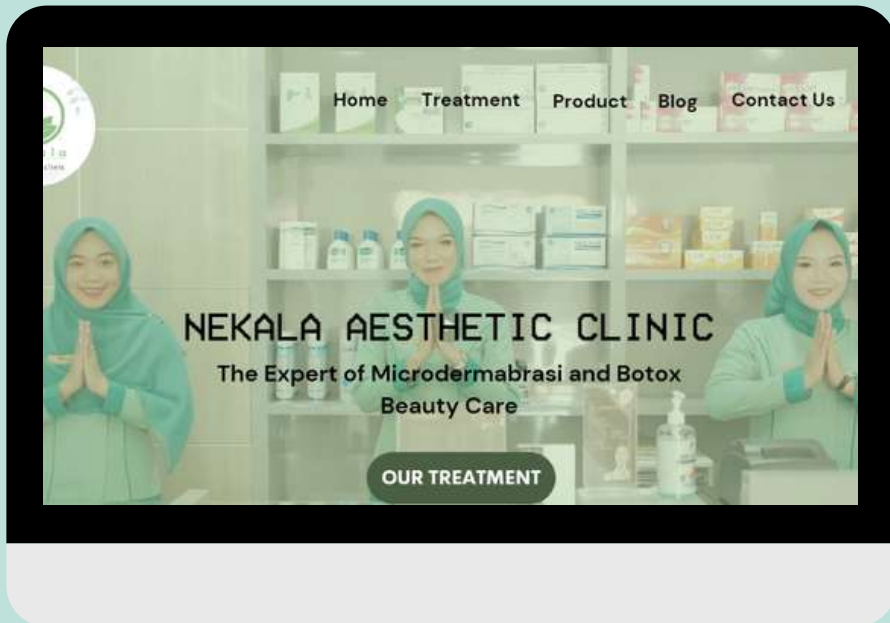 Home Treatment Product Blog Contact Us
NEKALA AESTHETIC CLINIC
The Expert of Microdermabrasi and Botox
Beauty Care
OUR TREATMENT